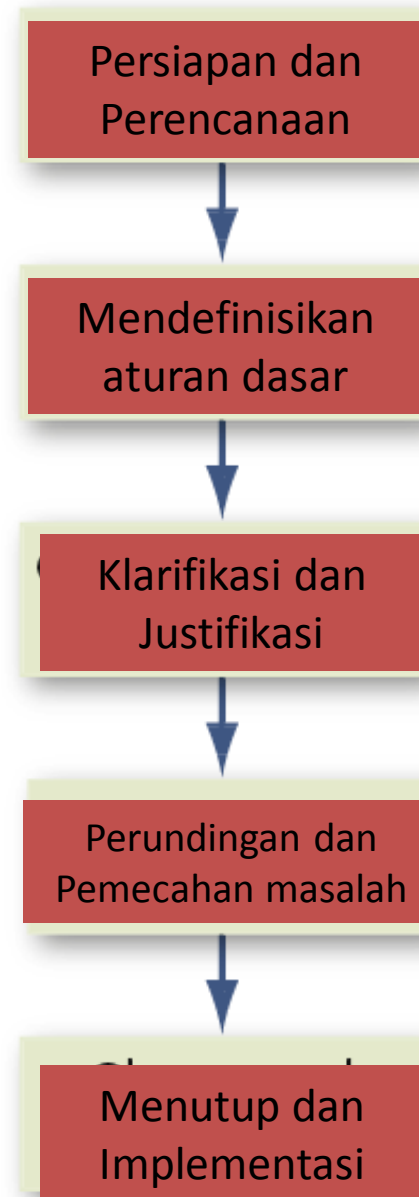 Persiapan dan
Perencanaan
Mendefinisikan
aturan dasar
Klarifikasi dan
Justifikasi
Perundingan dan
Pemecahan masalah
Menutup dan
Implementasi